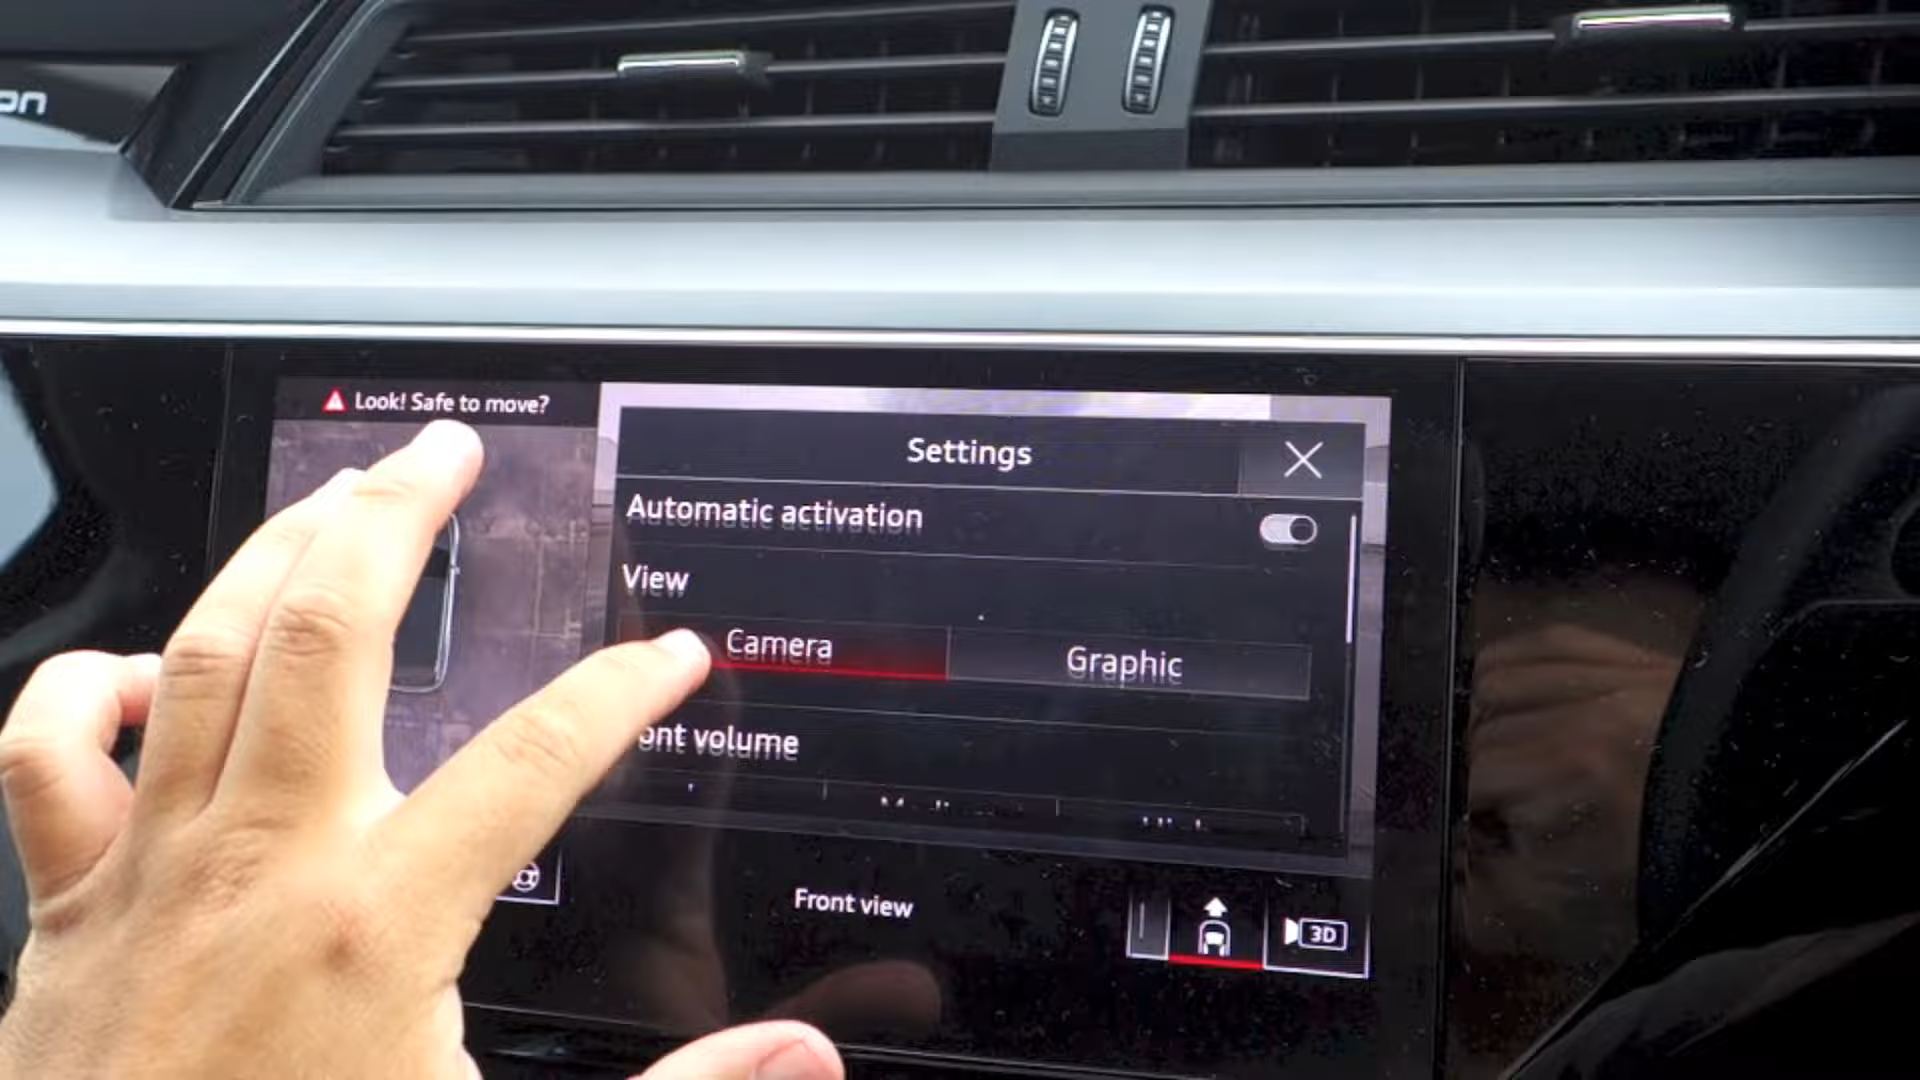 on
Look! Safe to move?
Settings
Automatic activation
View
Camera
Graphic
ont volume
Front view
3D